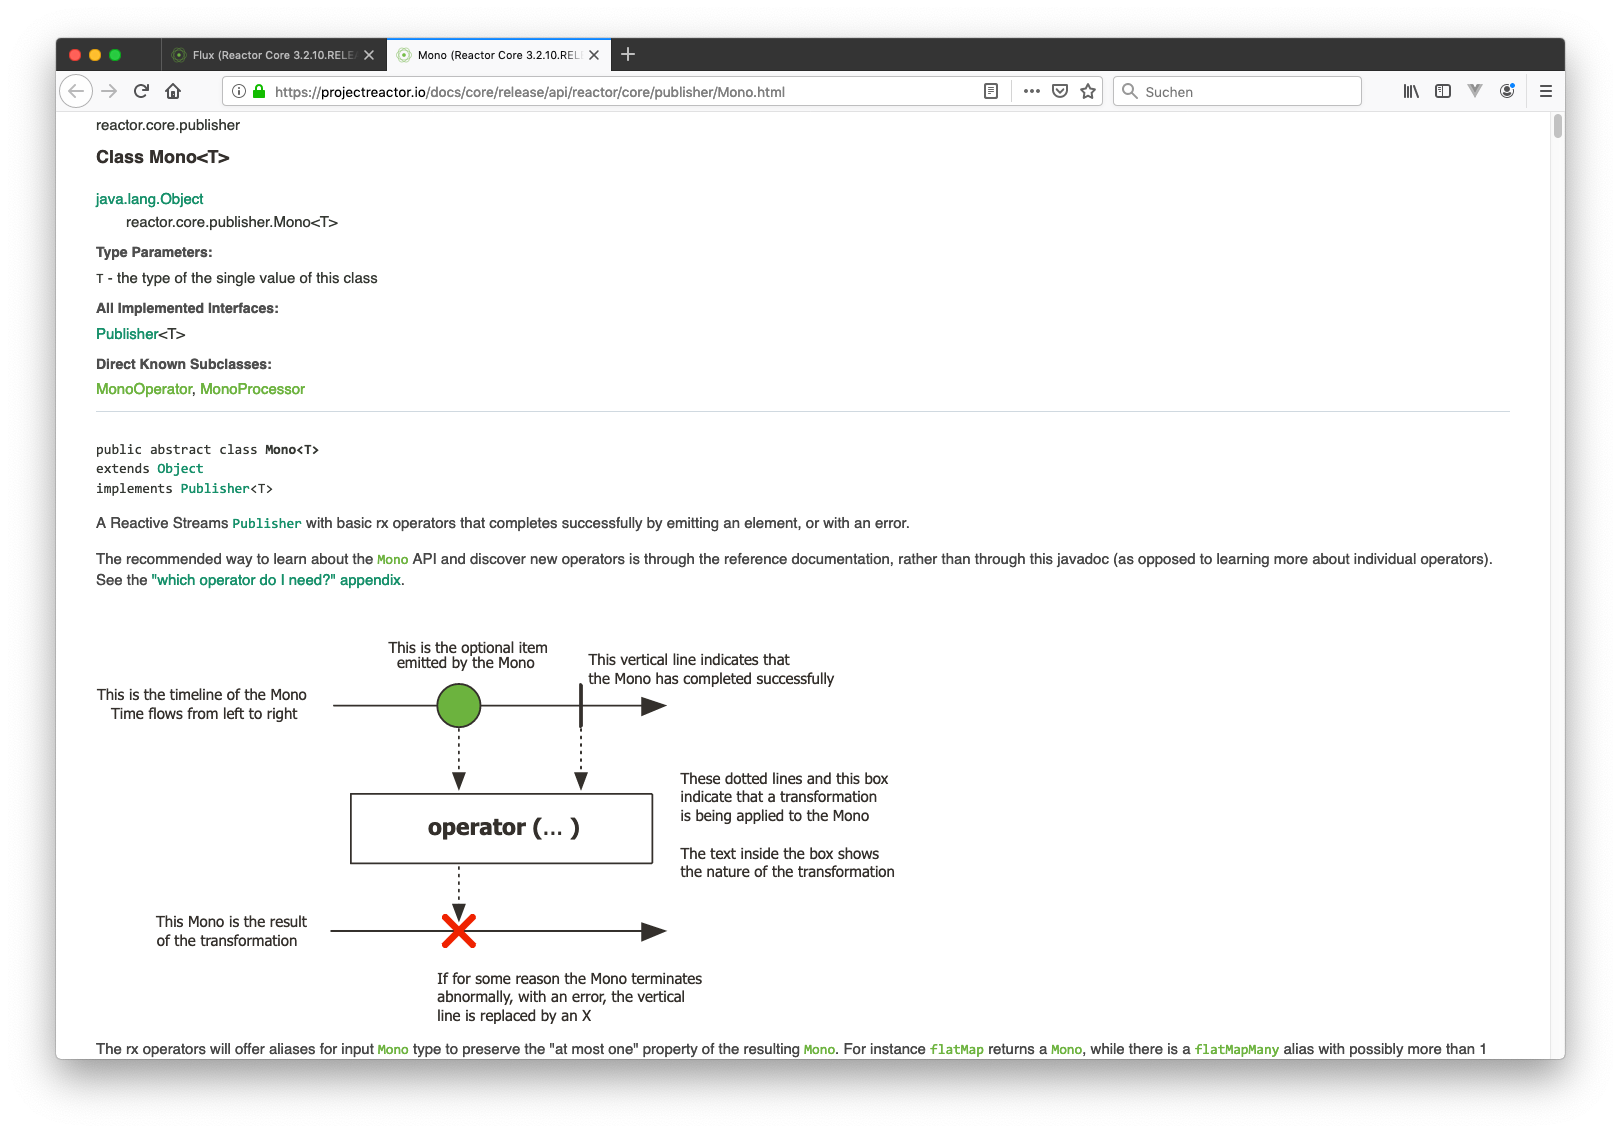 Flux (Reactor Core 3.2.10.RELE
Mono (Reactor Core 3.2.10.REL
https://projectreactor.io/docs/core/release/api/reactor/core/publisher/Mono.html
Suchen
reactor.core.publisher
Class Mono<T>
java.lang.Object
reactor.core.publisher.Mono<T>
Type Parameters:
T - the type of the single value of this class
All Implemented Interfaces:
Publisher<T>
Direct Known Subclasses:
MonoOperator, MonoProcessor
public abstract class Mono<T>
extends Object
implements Publisher<T>
A Reactive Streams Publisher with basic rx operators that completes successfully by emitting an element, or with an error.
The recommended way to learn about the Mono API and discover new operators is through the reference documentation, rather than through this javadoc (as opposed to learning more about individual operators).
See the "which operator do I need?" appendix.
This is the optional item
emitted by the Mono
This vertical line indicates that
the Mono has completed successfully
This is the timeline of the Mono
Time flows from left to right
These dotted lines and this box
indicate that a transformation
is being applied to the Mono
operator (... )
The text inside the box shows
the nature of the transformation
This Mono is the result
of the transformation
If for some reason the Mono terminates
abnormally, with an error, the vertical
line is replaced by an X
The rx operators will offer aliases for input Mono type to preserve the "at most one" property of the resulting Mono. For instance flatMap returns a Mono, while there is a flatMapMany alias with possibly more than 1